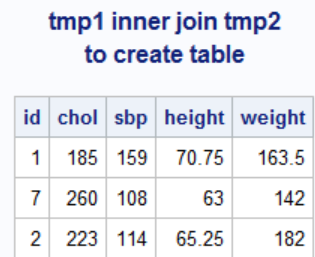 tmp1 inner join tmp2
to create table
id chol sbp height weight
1 185 159 70.75 163.5
7 260 108 63 142
2 223 114 65.25 182